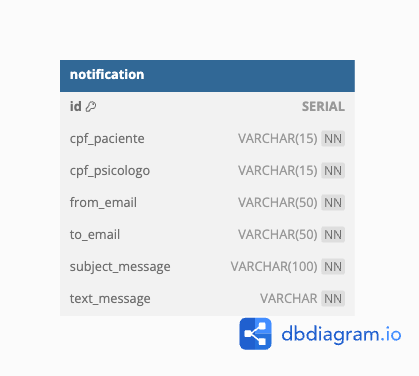 notification
id SERIAL
cpf_paciente VARCHAR(15) NN
cpf_psicologo VARCHAR(15) NN
from_email VARCHAR(50) NN
to_email VARCHAR(50) NN
subject_message VARCHAR(100) NN
text_message VARCHAR NN
dbdiagram.io